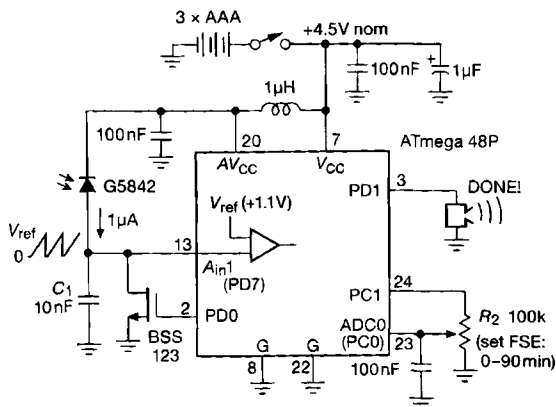 3 × AAA
+4.5V nom
100nF
+
1µF
1µH
100nF
20
7
ATmega 48P
AVCC
VCC
PD1
3
DONE!
G5842
Vref
0
1µA
Vref (+1.1V)
13
Ain1
(PD7)
C1
10nF
2
PD0
BSS
123
PC1
24
ADC0
(PC0)
23
R2 100k
(set FSE:
0–90min)
G
G
8
22
100nF